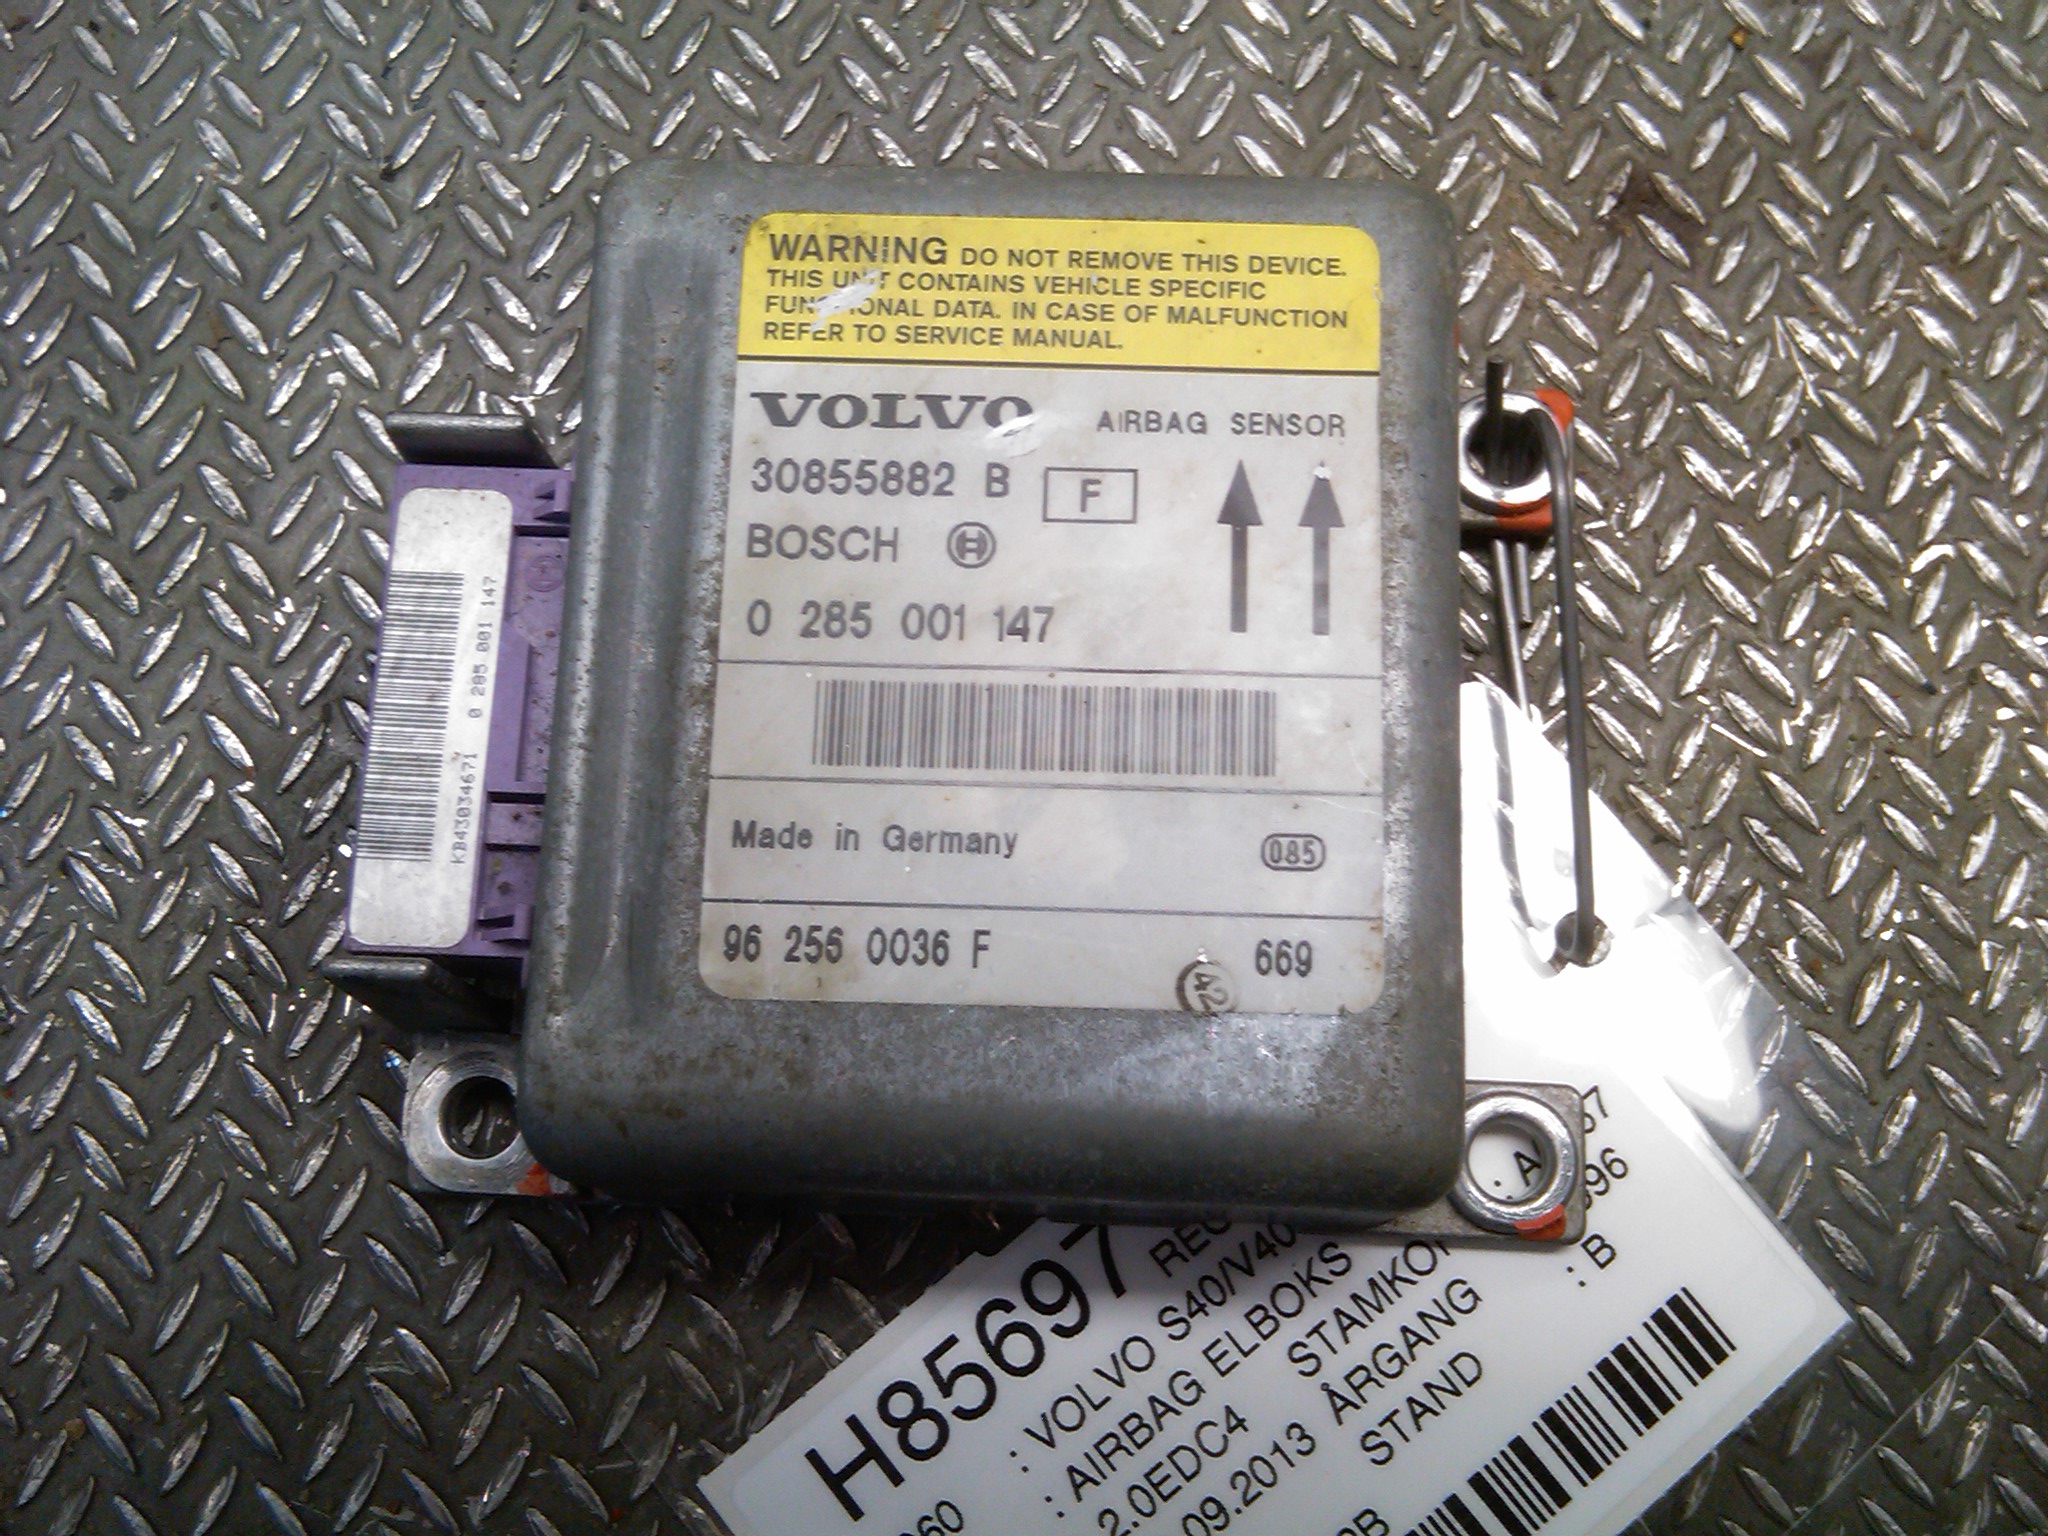 WARNING DO NOT REMOVE THIS DEVICE.
THIS UNIT CONTAINS VEHICLE SPECIFIC
FUNCTIONAL DATA. IN CASE OF MALFUNCTION
REFER TO SERVICE MANUAL.
VOLVO AIRBAG SENSOR
30855882 B F
BOSCH
0 285 001 147
Made in Germany 085
96 256 0036 F 669
42
KB43034671 0 285 001 147
H85697
: VOLVO S40/V40
: AIRBAG ELBOKS
2.0EDC4
09.2013 ÅRGANG : B
STAND